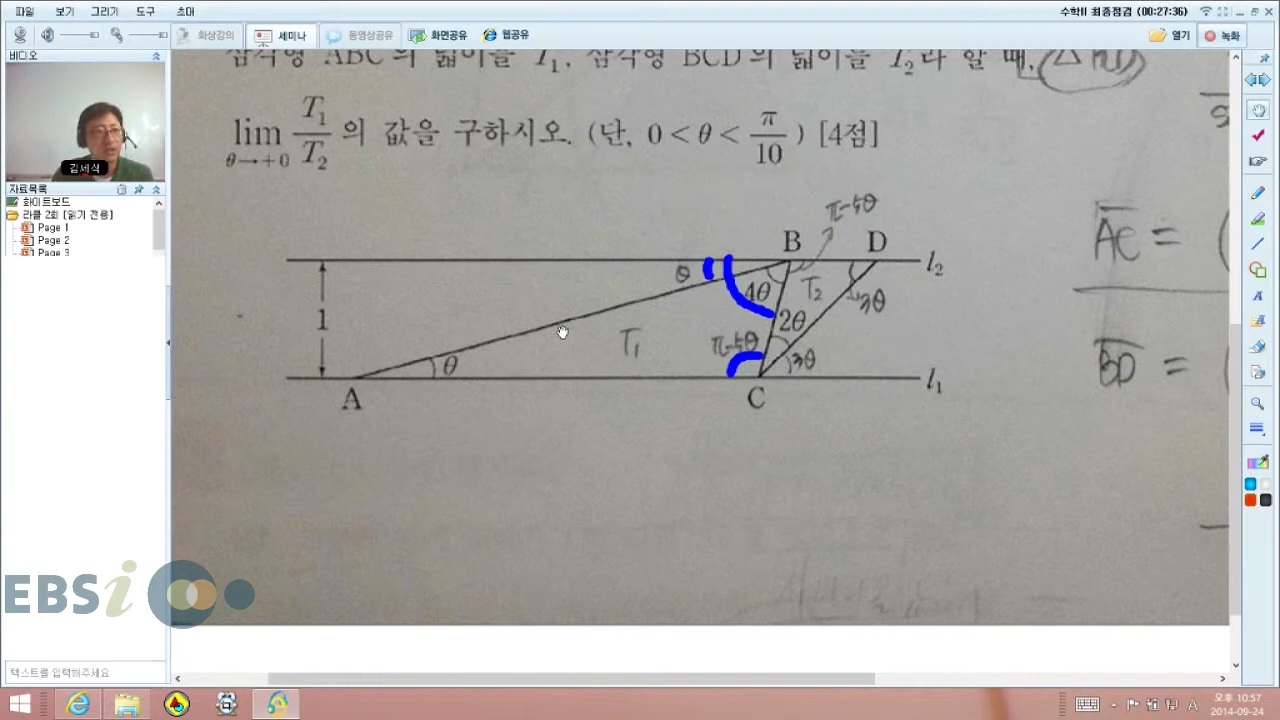 파일 보기 그리기 도구 초대
수학II 최종점검 (00:27:36)
화상강의 세미나 동영상공유 화면공유 웹공유 열기 녹화
비디오
김세식
자료목록
화이트보드
라클 2회 [읽기 전용]
Page 1
Page 2
Page 3
삼각형 ABC의 넓이를 T₁, 삼각형 BCD의 넓이를 T₂라 할 때,
lim θ→+0 T₁/T₂ 의 값을 구하시오. (단, 0<θ<π/10) [4점]
π-5θ
B D
l₂
θ
4θ T₂ 3θ
1
2θ
T₁ π-5θ
θ 3θ
A C
l₁
AC = (
BD = (
EBSi
텍스트를 입력해주세요
A 오후 10:57
2014-09-24